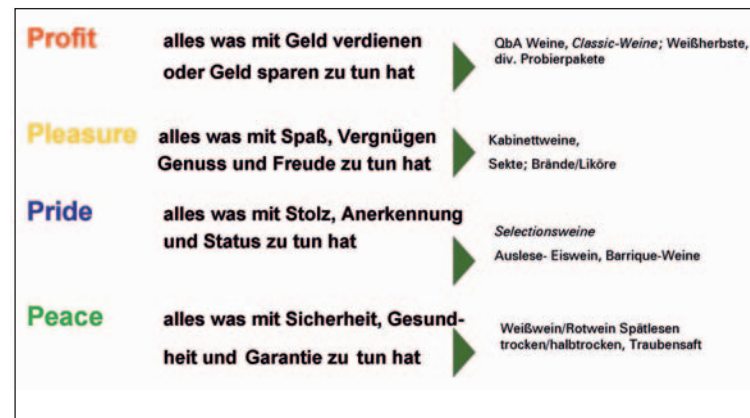 Profit
alles was mit Geld verdienen
oder Geld sparen zu tun hat
QbA Weine, Classic-Weine; Weißherbste,
div. Probierpakete
Pleasure
alles was mit Spaß, Vergnügen
Genuss und Freude zu tun hat
Kabinettweine,
Sekte; Brände/Liköre
Pride
alles was mit Stolz, Anerkennung
und Status zu tun hat
Selectionsweine
Auslese- Eiswein, Barrique-Weine
Peace
alles was mit Sicherheit, Gesund-
heit und Garantie zu tun hat
Weißwein/Rotwein Spätlesen
trocken/halbtrocken, Traubensaft